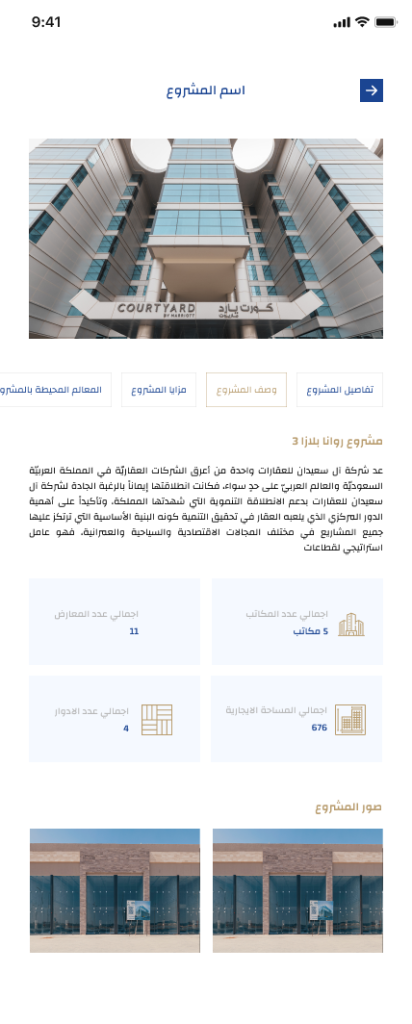 9:41
اسم المشروع
COURTYARD كورت يارد
BY MARRIOTT ماريوت
تفاصيل المشروع
وصف المشروع
مزايا المشروع
المعالم المحيطة بالمشرو
مشروع روانا بلازا 3
عد شركة آل سعيدان للعقارات واحدة من أعرق الشركات العقاريّة في المملكة العربيّة
السعوديّة والعالم العربيّ على حدٍ سواء، فكانت انطلاقتها إيماناً بالرغبة الجادة لشركة آل
سعيدان للعقارات بدعم الانطلاقة التنموية التي شهدتها المملكة، وتأكيداً على أهمية
الدور المركزي الذي يلعبه العقار في تحقيق التنمية كونه البنية الأساسية التي ترتكز عليها
جميع المشاريع في مختلف المجالات الاقتصادية والسياحية والعمرانية، فهو عامل
استراتيجي لقطاعات
اجمالي عدد المكاتب
5 مكاتب
اجمالي عدد المعارض
11
اجمالي المساحة الايجارية
676
اجمالي عدد الادوار
4
صور المشروع